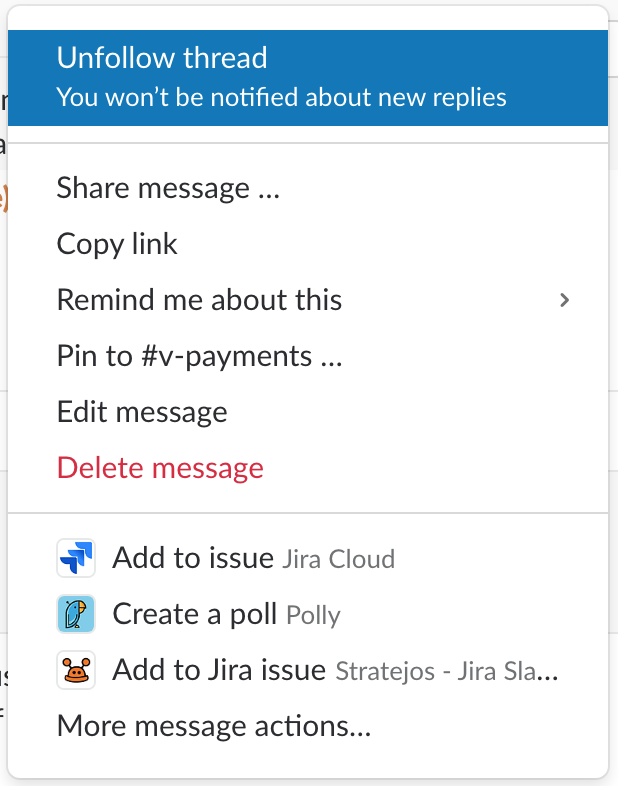 Unfollow thread
You won’t be notified about new replies
Share message ...
Copy link
Remind me about this
Pin to #v-payments ...
Edit message
Delete message
Add to issue Jira Cloud
Create a poll Polly
Add to Jira issue Stratejos - Jira Sla...
More message actions...